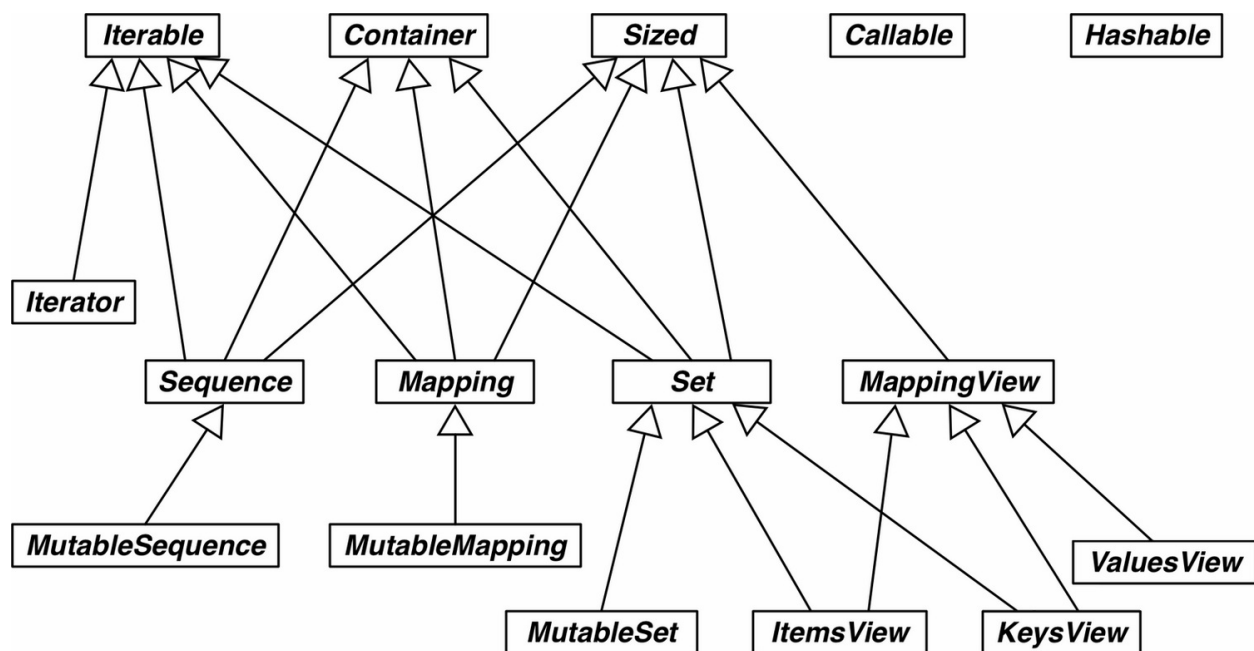 Iterable
Container
Sized
Callable
Hashable
Iterator
Sequence
Mapping
Set
MappingView
MutableSequence
MutableMapping
ValuesView
MutableSet
ItemsView
KeysView